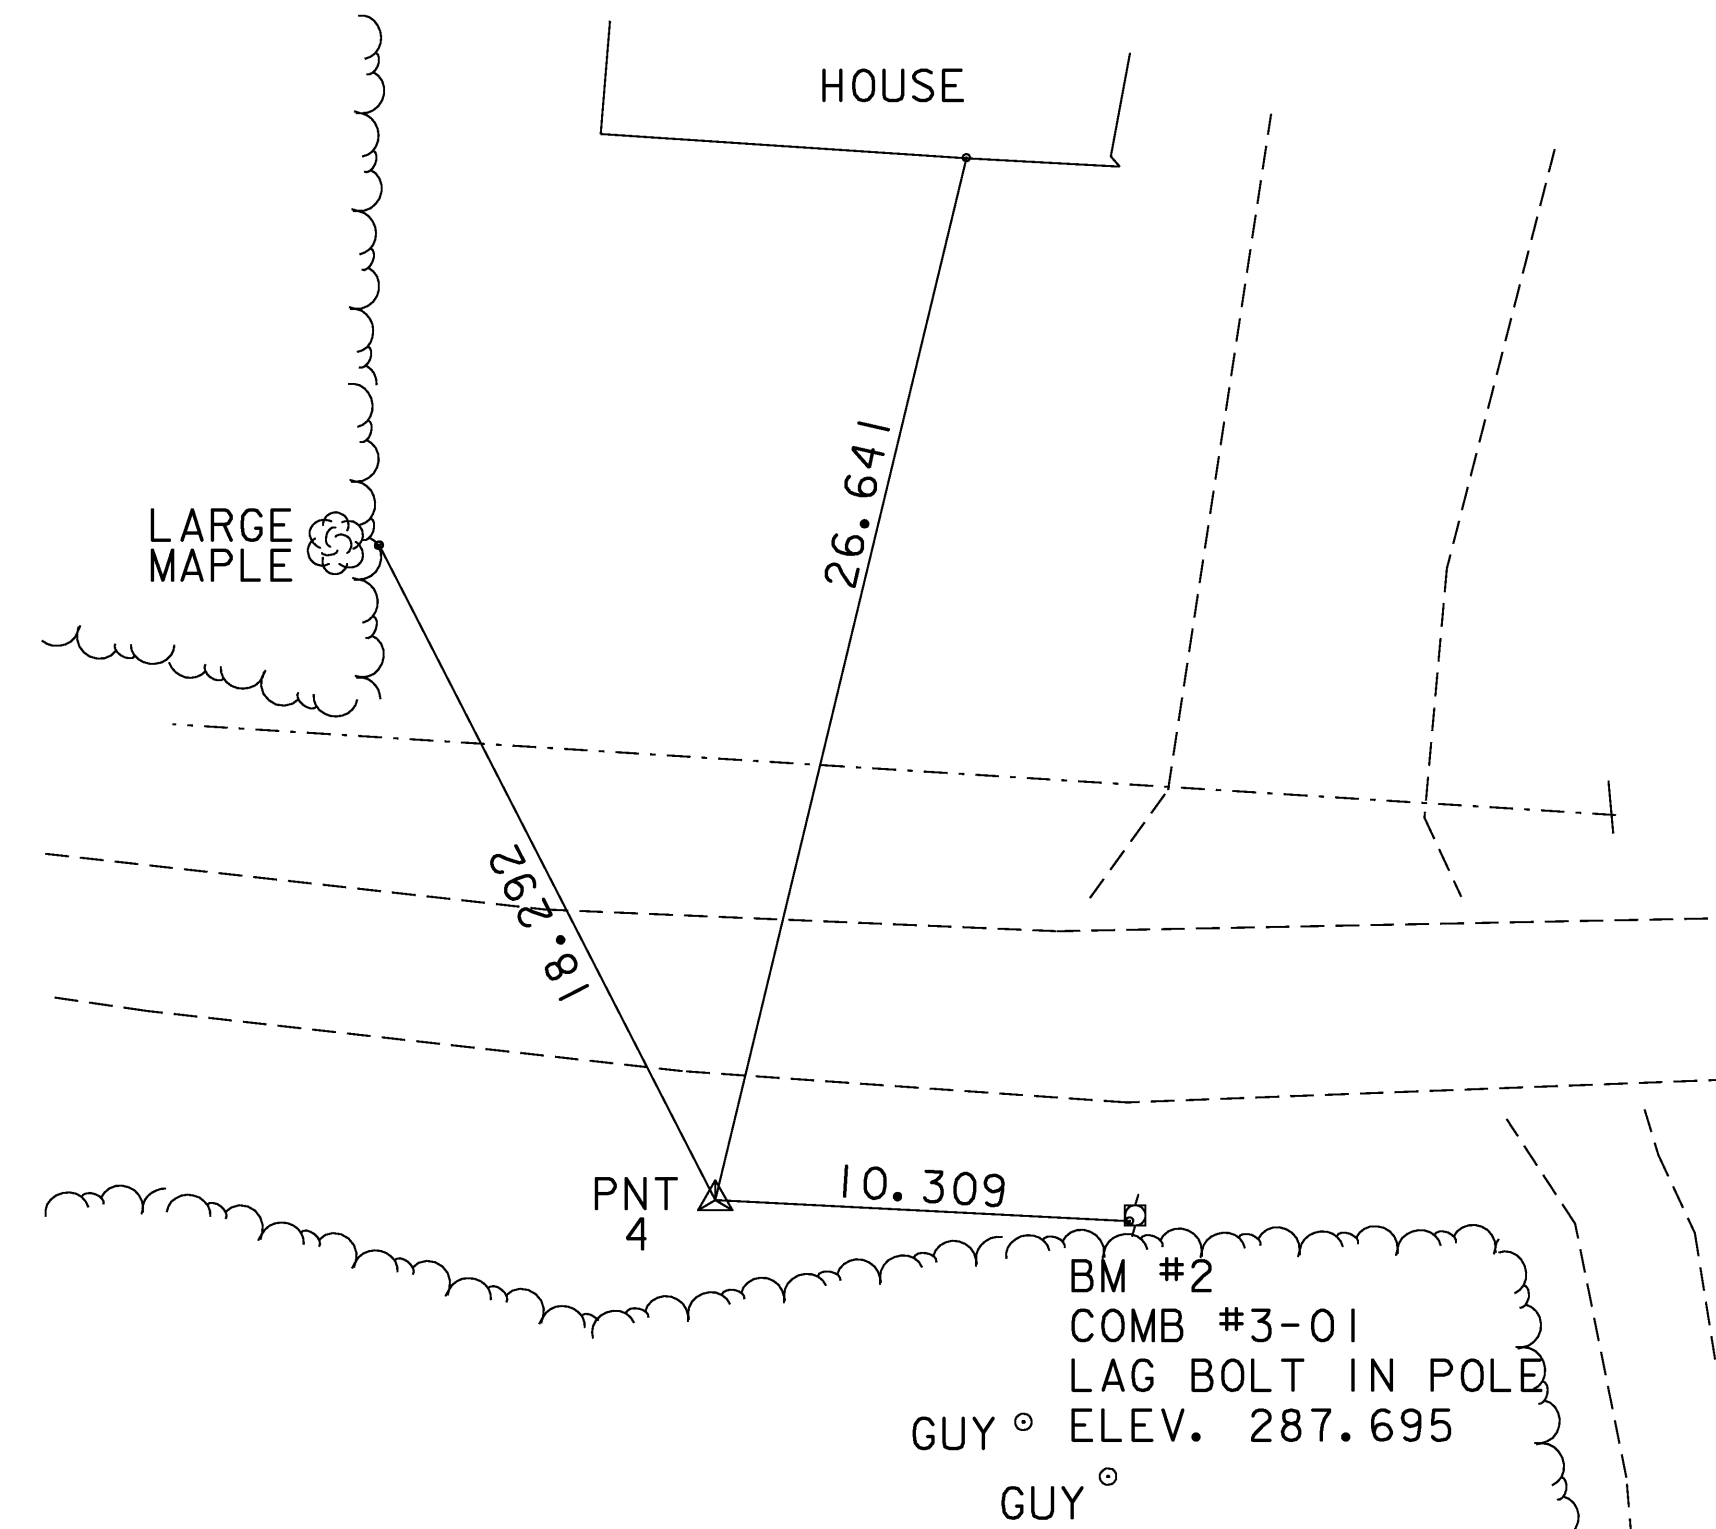 HOUSE
26.641
LARGE
MAPLE
18.292
PNT
4
10.309
BM #2
COMB #3-01
LAG BOLT IN POLE
ELEV. 287.695
GUY
GUY